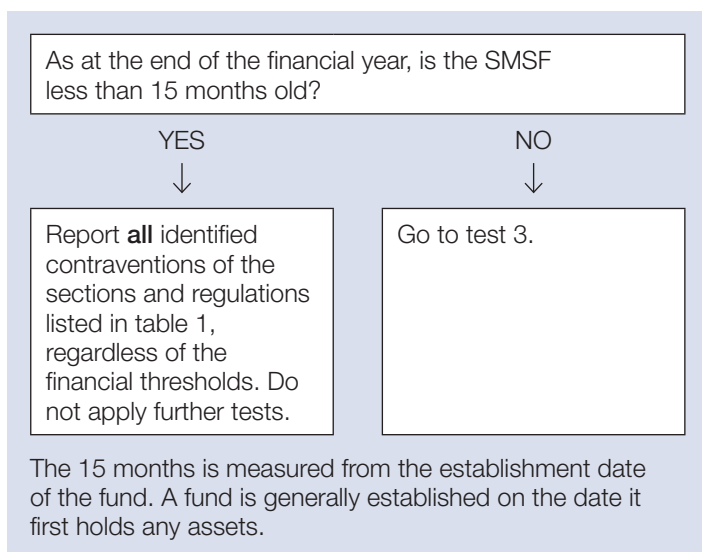 As at the end of the financial year, is the SMSF
less than 15 months old?
YES
NO
Report all identified
contraventions of the
sections and regulations
listed in table 1,
regardless of the
financial thresholds. Do
not apply further tests.
Go to test 3.
The 15 months is measured from the establishment date
of the fund. A fund is generally established on the date it
first holds any assets.